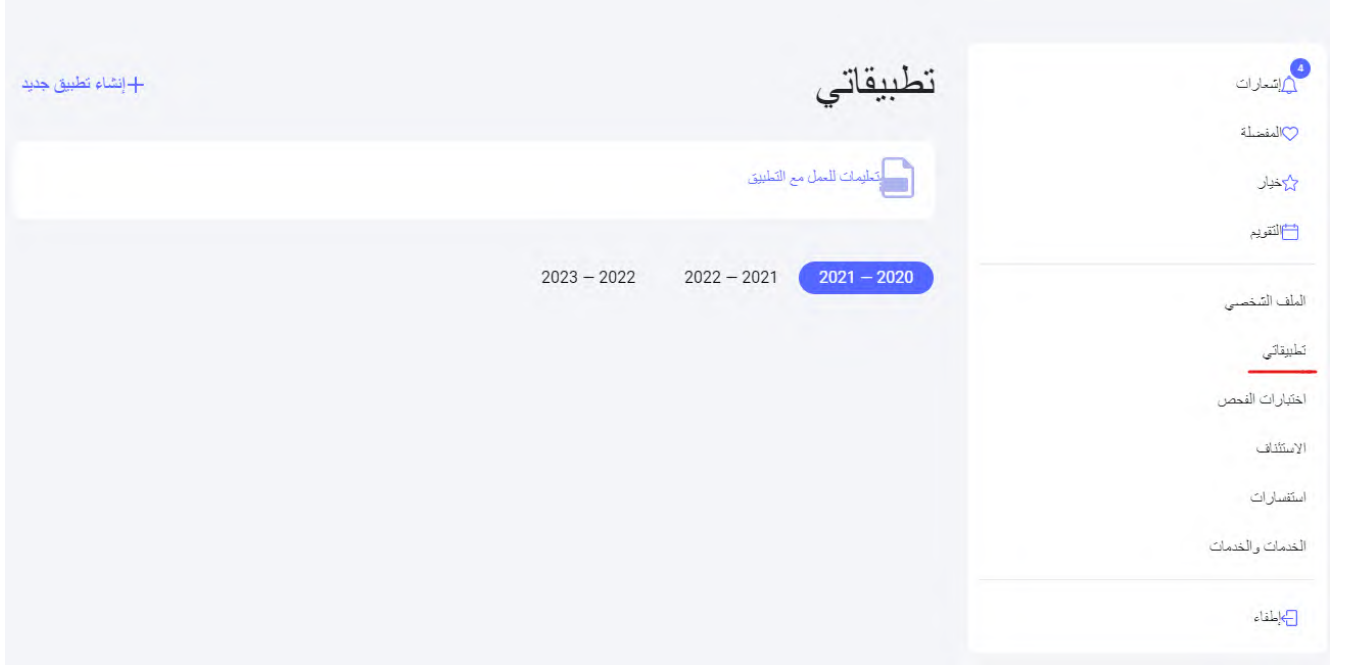 4
إشعارات
المفضلة
خيار
التقويم
الملف الشخصي
تطبيقاتي
اختبارات الفحص
الاستئناف
استفسارات
الخدمات والخدمات
إطفاء
تطبيقاتي
+إنشاء تطبيق جديد
تعليمات للعمل مع التطبيق
2020 – 2021
2021 – 2022
2022 – 2023